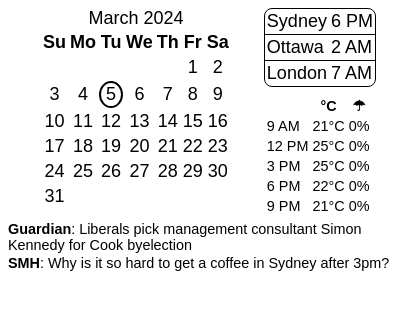 March 2024
Su Mo Tu We Th Fr Sa
1 2
3 4 5 6 7 8 9
10 11 12 13 14 15 16
17 18 19 20 21 22 23
24 25 26 27 28 29 30
31
Sydney 6 PM
Ottawa 2 AM
London 7 AM
°C ☂
9 AM 21°C 0%
12 PM 25°C 0%
3 PM 25°C 0%
6 PM 22°C 0%
9 PM 21°C 0%
Guardian: Liberals pick management consultant Simon
Kennedy for Cook byelection
SMH: Why is it so hard to get a coffee in Sydney after 3pm?